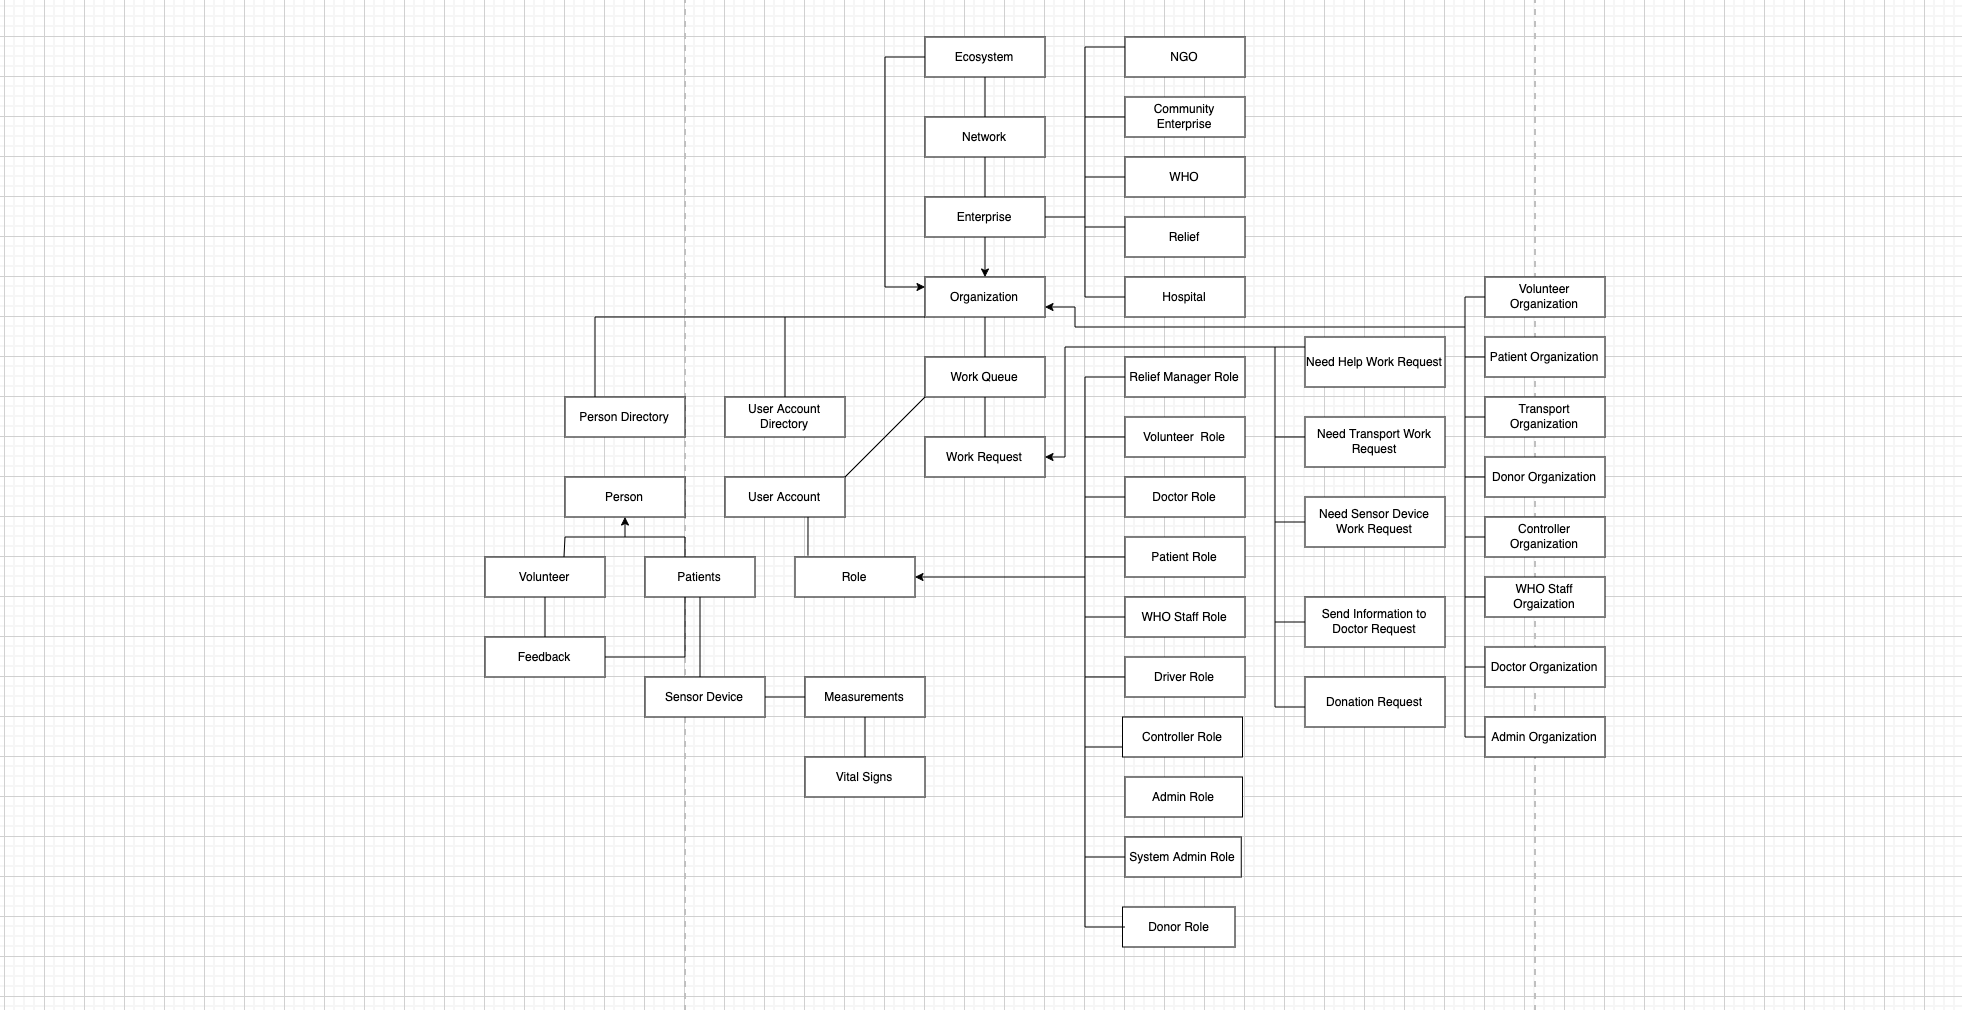 Ecosystem
NGO
Community
Enterprise
Network
WHO
Enterprise
Relief
Organization
Hospital
Volunteer
Organization
Need Help Work Request
Patient Organization
Work Queue
Relief Manager Role
Person Directory
User Account
Directory
Transport
Organization
Volunteer  Role
Need Transport Work
Request
Work Request
Donor Organization
Person
User Account
Doctor Role
Need Sensor Device
Work Request
Controller
Organization
Patient Role
Volunteer
Patients
Role
WHO Staff
Orgaization
WHO Staff Role
Send Information to
Doctor Request
Feedback
Doctor Organization
Driver Role
Sensor Device
Measurements
Donation Request
Controller Role
Admin Organization
Vital Signs
Admin Role
System Admin Role
Donor Role